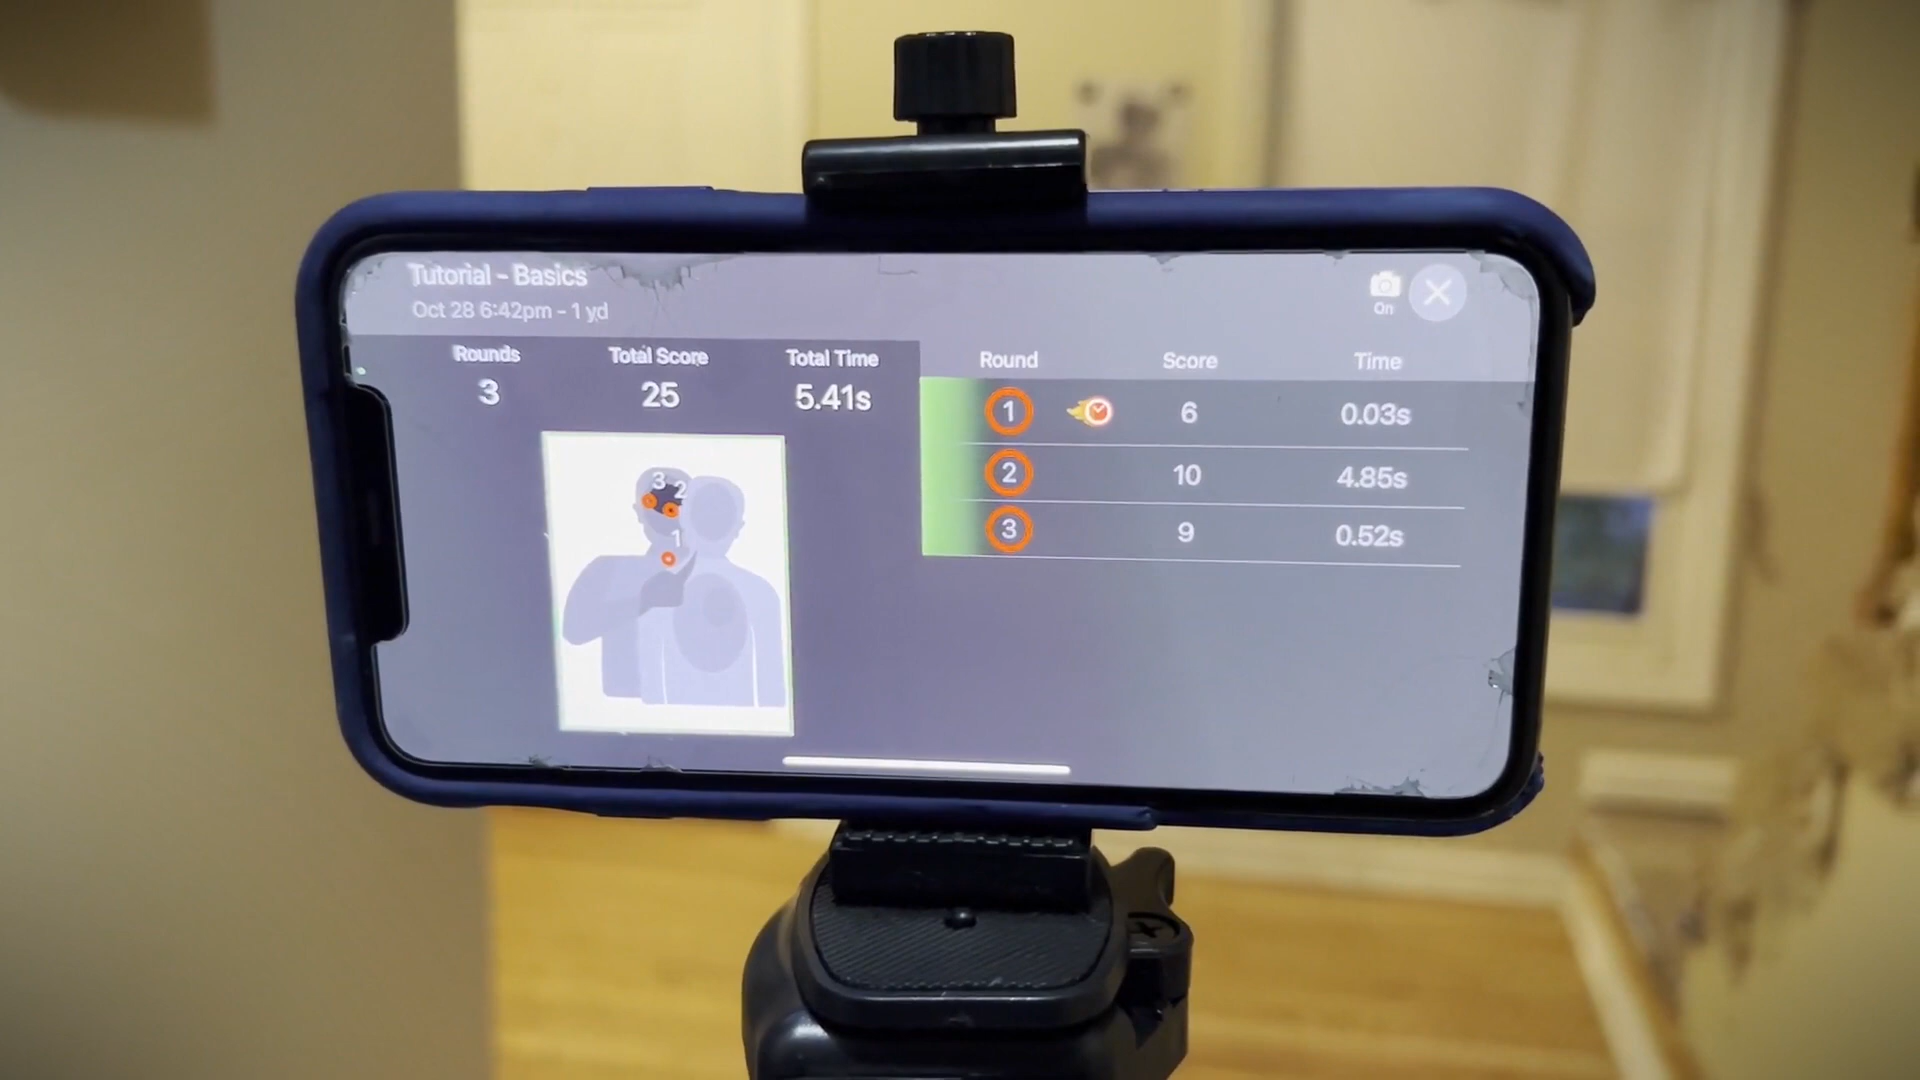 Tutorial - Basics
Oct 28 6:42pm - 1 yd
On
Rounds Total Score Total Time
3 25 5.41s
3 2
1
Round Score Time
1 6 0.03s
2 10 4.85s
3 9 0.52s